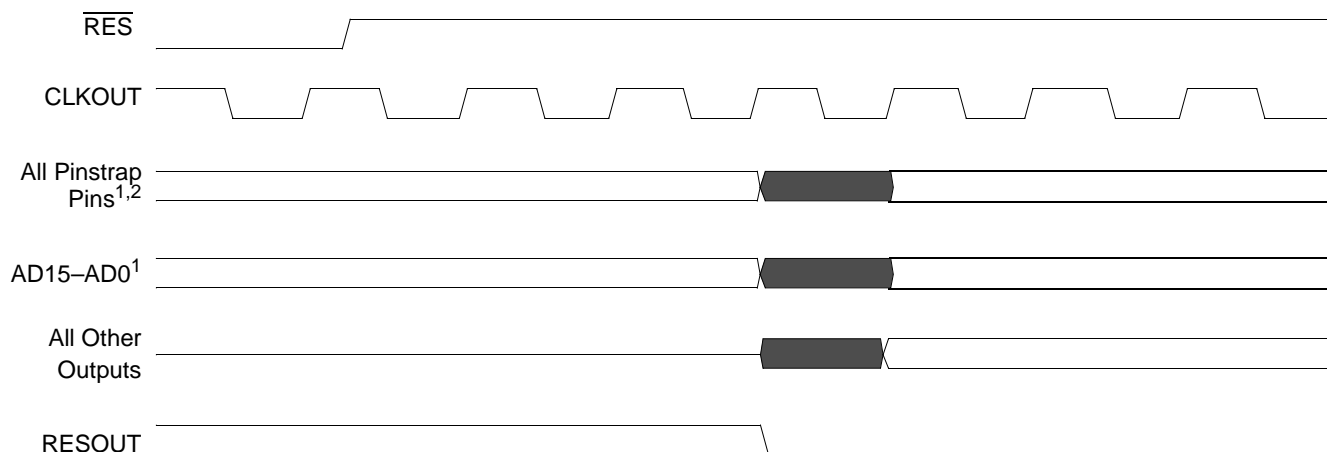 RES
CLKOUT
All Pinstrap
Pins1,2
AD15–AD01
All Other
Outputs
RESOUT